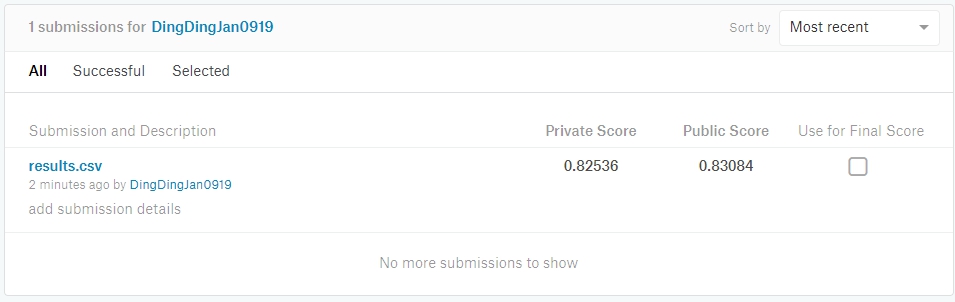 1 submissions for DingDingJan0919 Sort by Most recent
All Successful Selected
Submission and Description Private Score Public Score Use for Final Score
results.csv 0.82536 0.83084
2 minutes ago by DingDingJan0919
add submission details
No more submissions to show